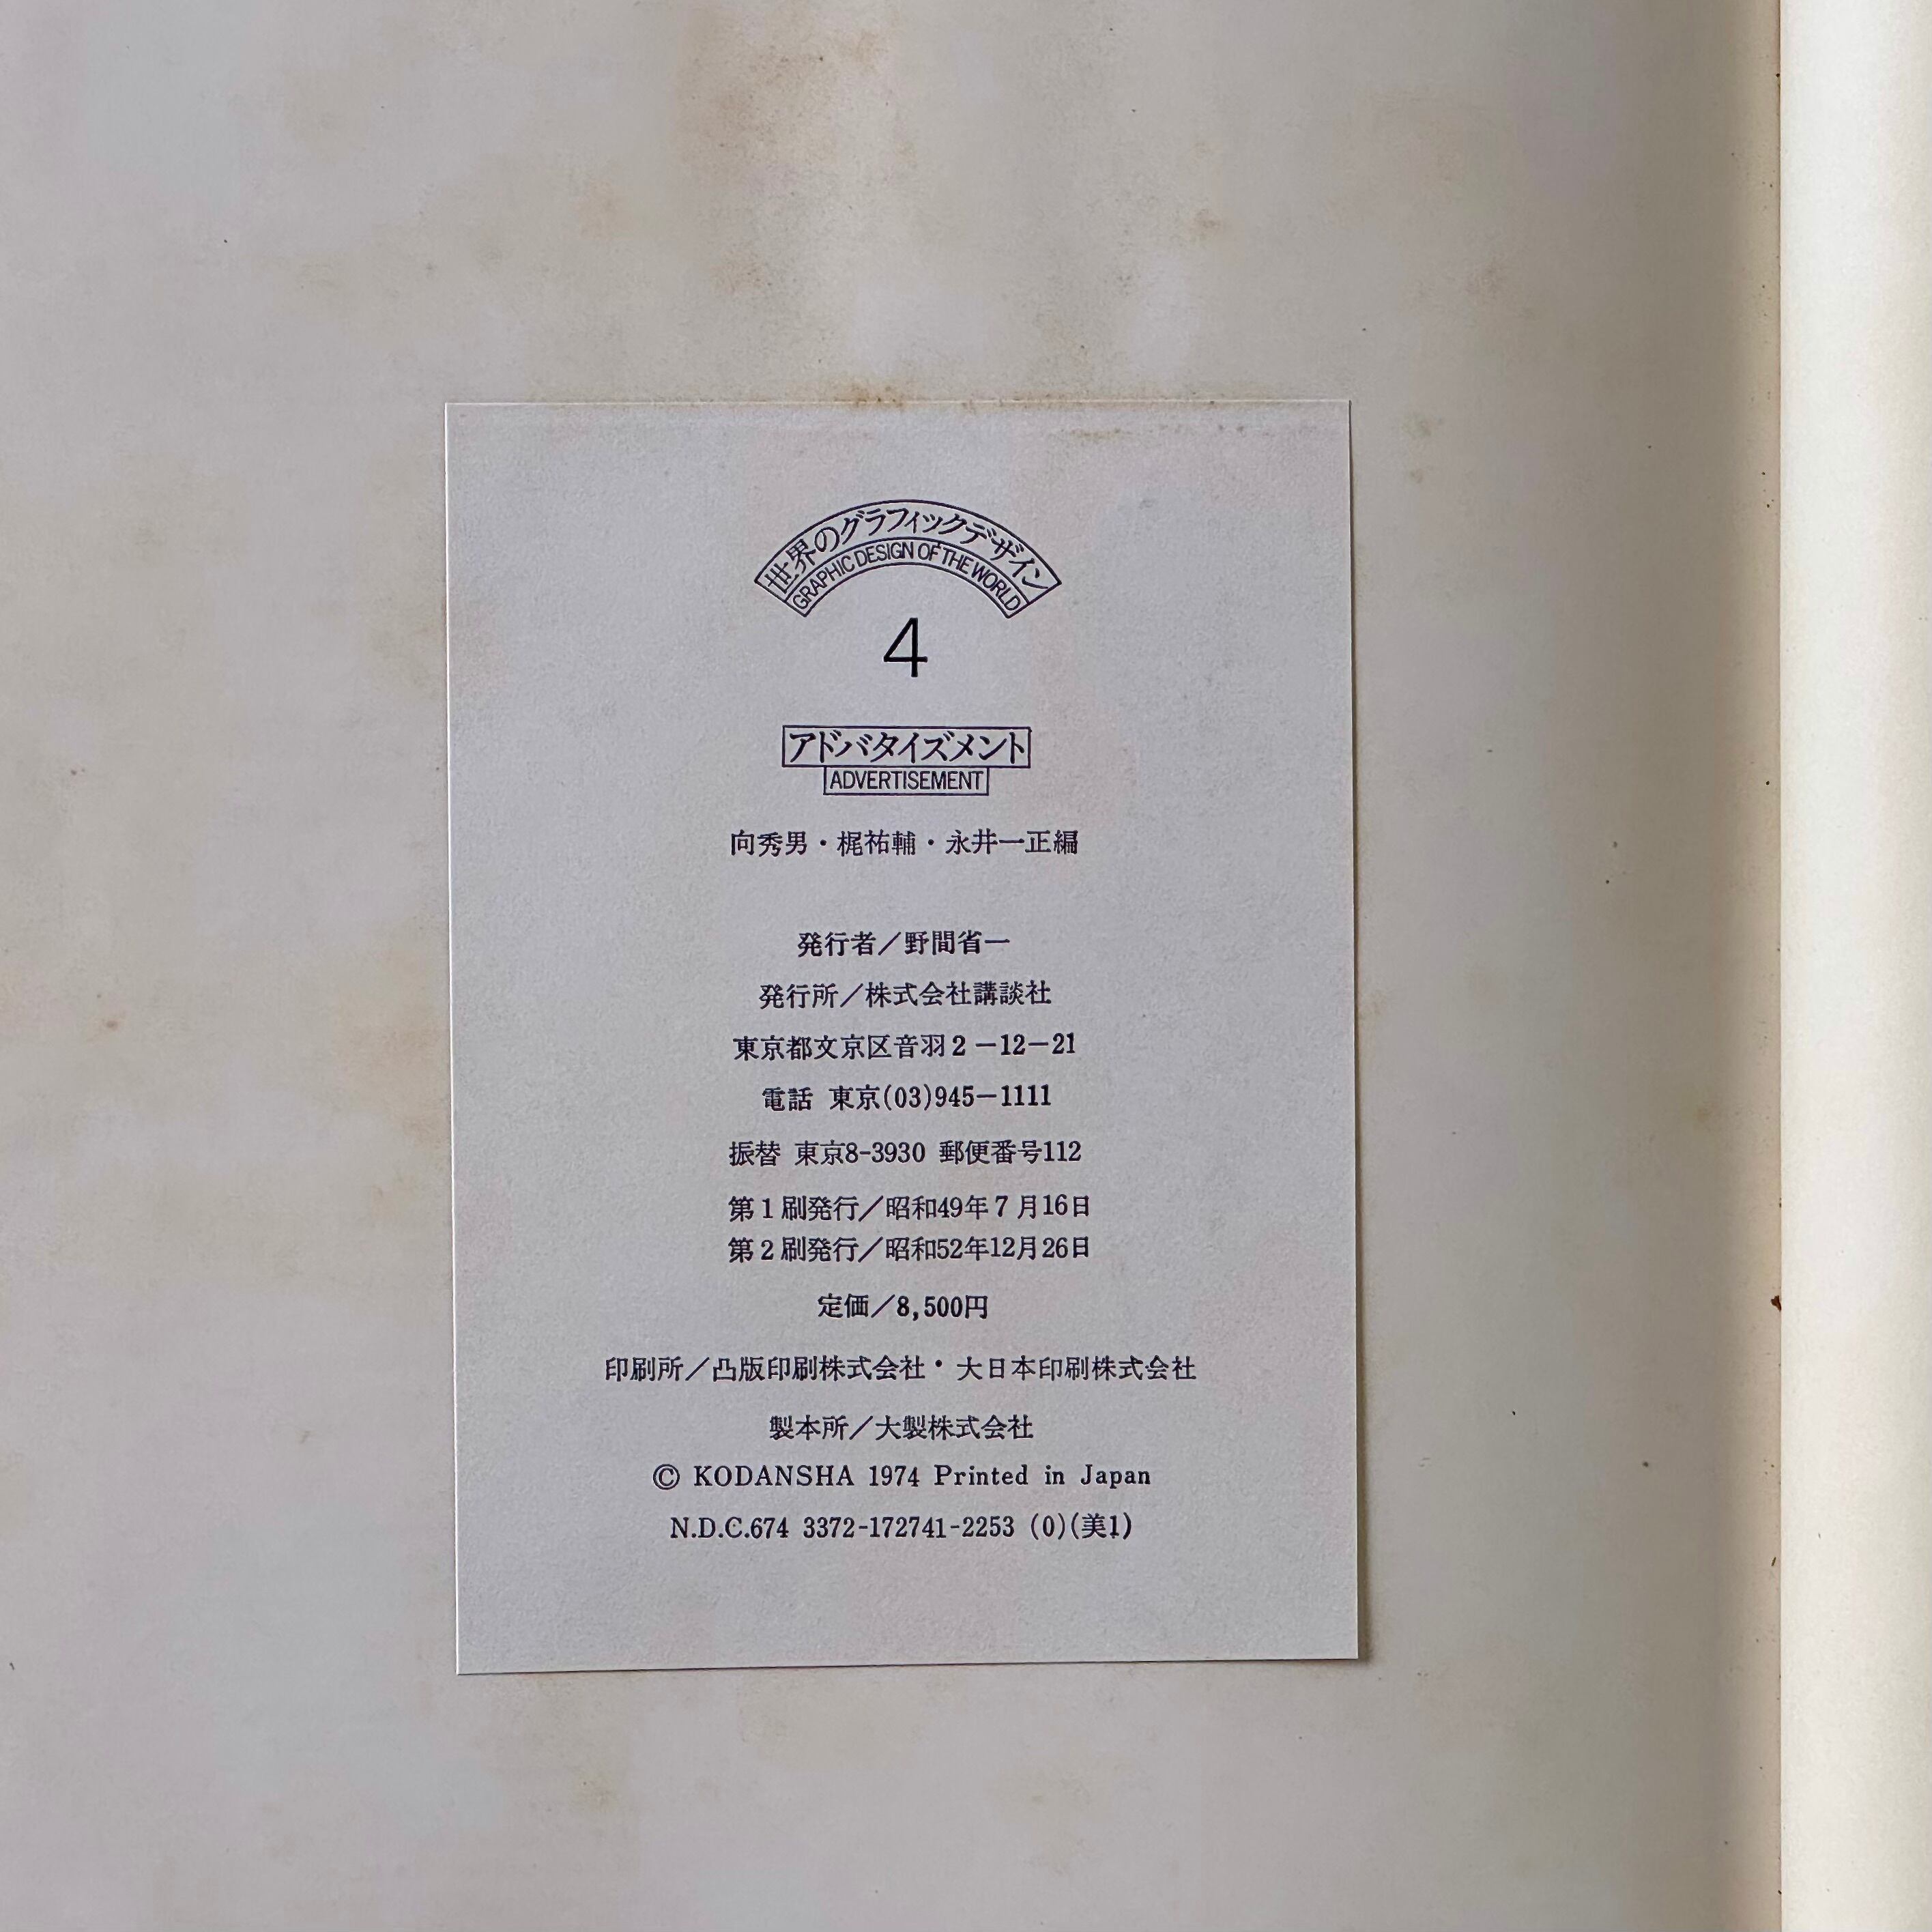 世界のグラフィックデザイン
GRAPHIC DESIGN OF THE WORLD
4
アドバタイズメント
ADVERTISEMENT
向秀男・梶祐輔・永井一正編
発行者／野間省一
発行所／株式会社講談社
東京都文京区音羽2－12－21
電話 東京(03)945－1111
振替 東京8-3930 郵便番号112
第1刷発行／昭和49年7月16日
第2刷発行／昭和52年12月26日
定価／8,500円
印刷所／凸版印刷株式会社・大日本印刷株式会社
製本所／大製株式会社
© KODANSHA 1974 Printed in Japan
N.D.C.674 3372-172741-2253 (0)(美1)